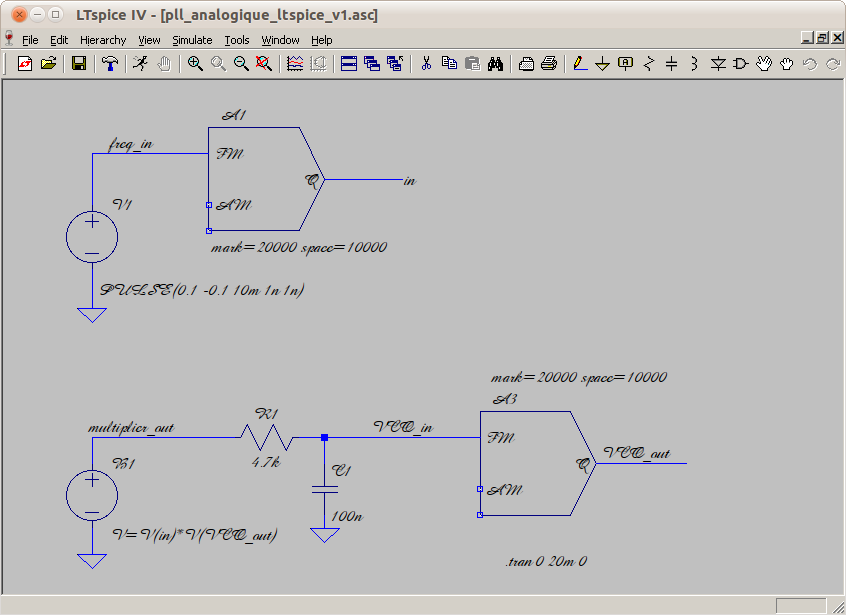 LTspice IV - [pll_analogique_ltspice_v1.asc]
File Edit Hierarchy View Simulate Tools Window Help
A1
freq_in
FM
Q
in
V1
AM
mark=20000 space=10000
PULSE(0.1 -0.1 10m 1n 1n)
mark=20000 space=10000
A3
R1
multiplier_out
VCO_in
FM
4.7k
B1
C1
Q
VCO_out
AM
100n
V=V(in)*V(VCO_out)
.tran 0 20m 0